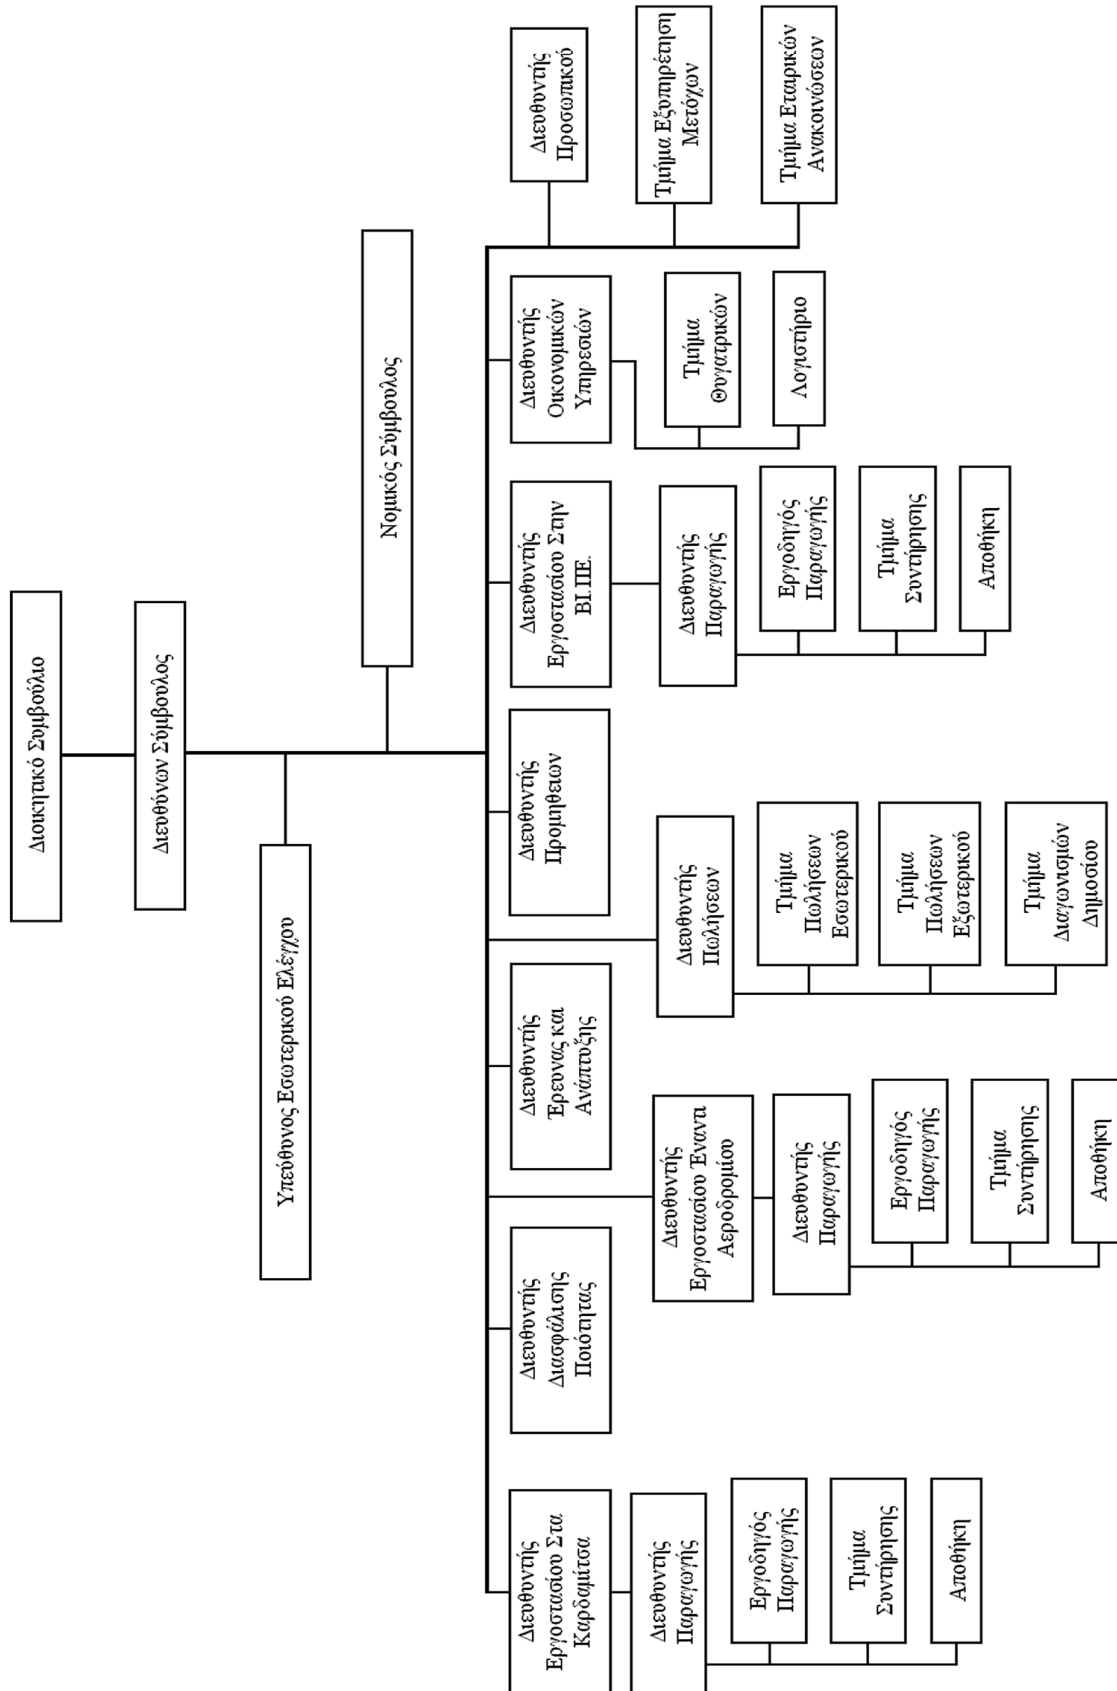 Διοικητικό Συμβούλιο
Διευθύνων Σύμβουλος
Υπεύθυνος Εσωτερικού Ελέγχου
Νομικός Σύμβουλος
Διευθυντής
Εργοστασίου Στα
Καρδαμίτσα
Διευθυντής
Παραγωγής
Εργοδηγός
Παραγωγής
Τμήμα
Συντήρησης
Αποθήκη
Διευθυντής
Διασφάλισης
Ποιότητας
Διευθυντής
Εργοστασίου Έναντι
Αεροδρομίου
Διευθυντής
Παραγωγής
Εργοδηγός
Παραγωγής
Τμήμα
Συντήρησης
Αποθήκη
Διευθυντής
Έρευνας και
Ανάπτυξης
Διευθυντής
Πωλήσεων
Τμήμα
Πωλήσεων
Εσωτερικού
Τμήμα
Πωλήσεων
Εξωτερικού
Τμήμα
Διαγωνισμών
Δημοσίου
Διευθυντής
Προμηθειων
Διευθυντής
Εργοστασίου Στην
ΒΙ.ΠΕ.
Διευθυντής
Παραγωγής
Εργοδηγός
Παραγωγής
Τμήμα
Συντήρησης
Αποθήκη
Διευθυντής
Οικονομικών
Υπηρεσιών
Τμήμα
Θυγατρικών
Λογιστήριο
Διευθυντής
Προσωπικού
Τμήμα Εξυπηρέτηση
Μετόχων
Τμήμα Εταιρικών
Ανακοινώσεων